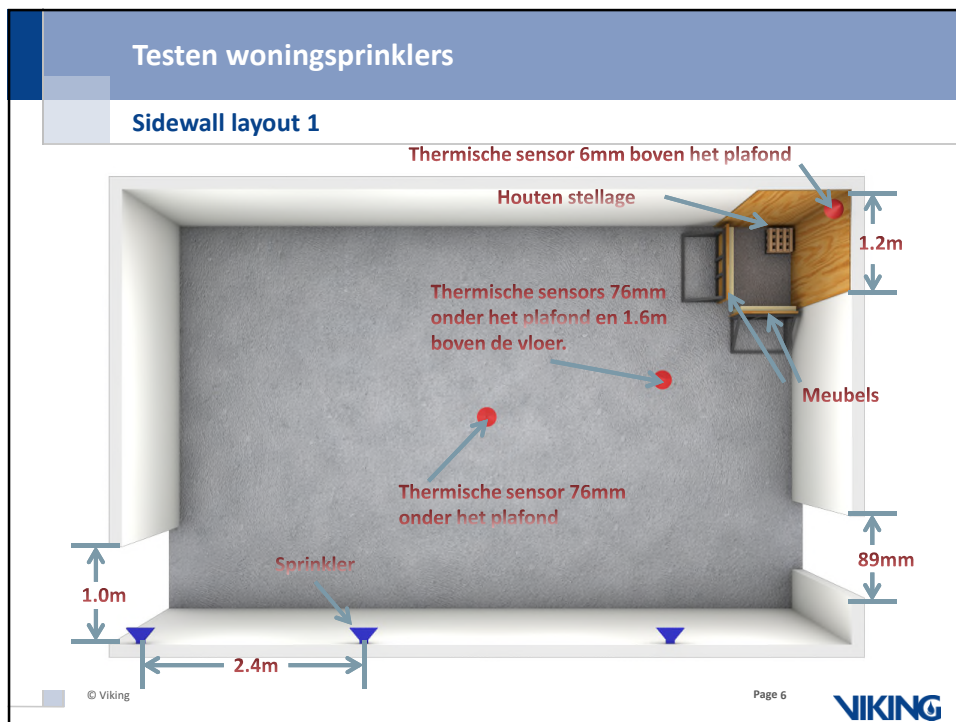 Testen woningsprinklers
Sidewall layout 1
Thermische sensor 6mm boven het plafond
Houten stellage
1.2m
Thermische sensors 76mm
onder het plafond en 1.6m
boven de vloer.
Meubels
Thermische sensor 76mm
onder het plafond
Sprinkler
89mm
1.0m
2.4m
© Viking
Page 6
VIKING